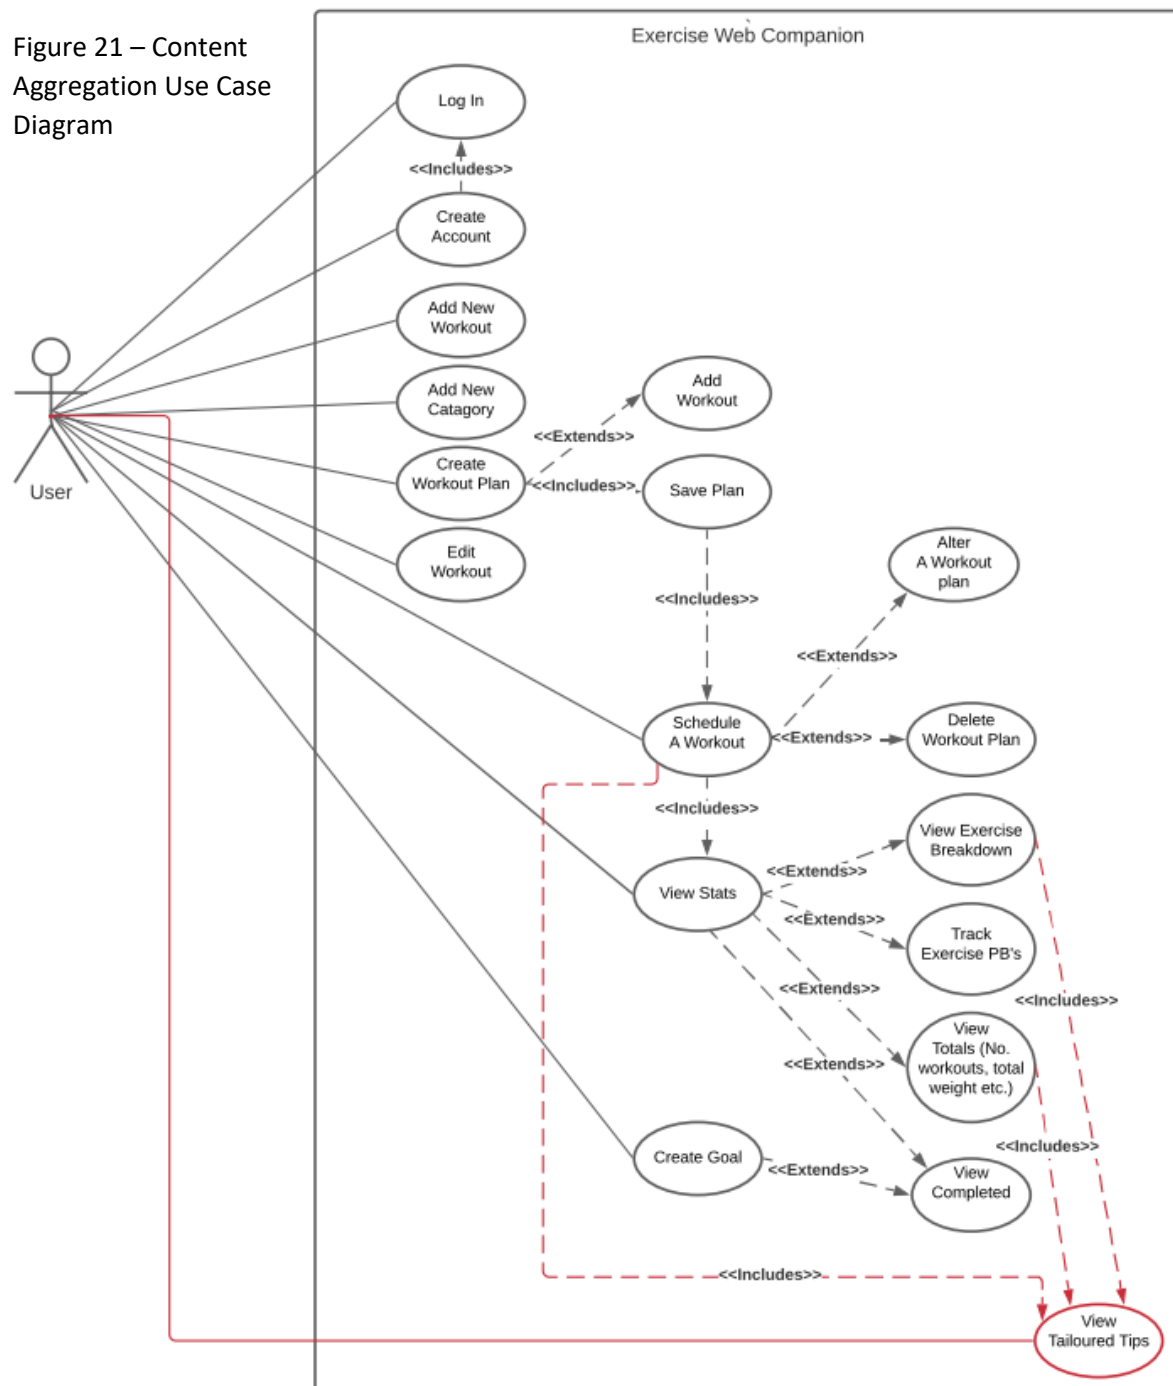 Figure 21 – Content
Aggregation Use Case
Diagram
Exercise Web Companion
Log In
<<Includes>>
Create
Account
Add New
Workout
Add New
Catagory
Add
Workout
<<Extends>>
Create
Workout Plan
<<Includes>>
Save Plan
User
Edit
Workout
Alter
A Workout
plan
<<Includes>>
<<Extends>>
Schedule
A Workout
<<Extends>>
Delete
Workout Plan
<<Includes>>
View Exercise
Breakdown
<<Extends>>
View Stats
<<Extends>>
Track
Exercise PB's
<<Extends>>
<<Includes>>
View
Totals (No.
workouts, total
weight etc.)
<<Extends>>
<<Includes>>
Create Goal
<<Extends>>
View
Completed
<<Includes>>
View
Tailoured Tips